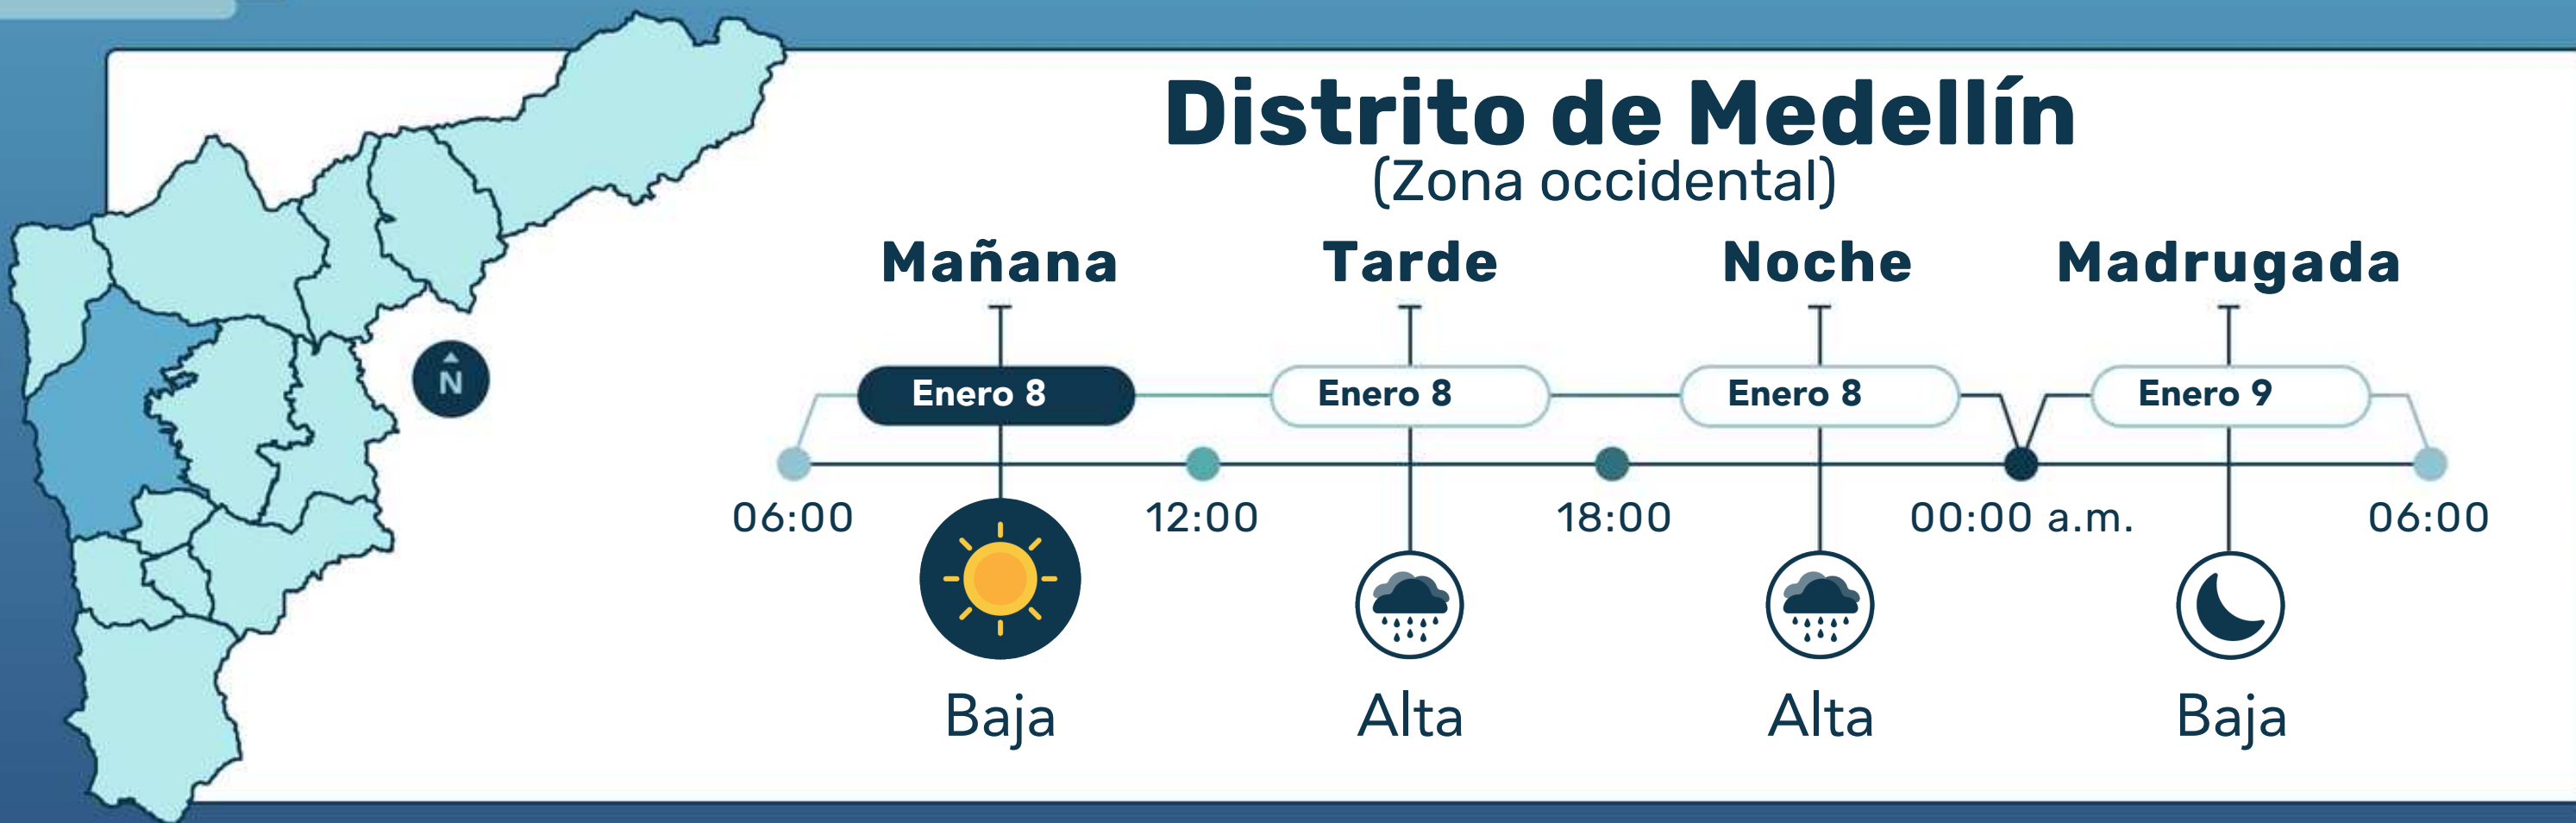 Distrito de Medellín
(Zona occidental)
Mañana Tarde Noche Madrugada
Enero 8 Enero 8 Enero 8 Enero 9
N
06:00 12:00 18:00 00:00 a.m. 06:00
Baja Alta Alta Baja